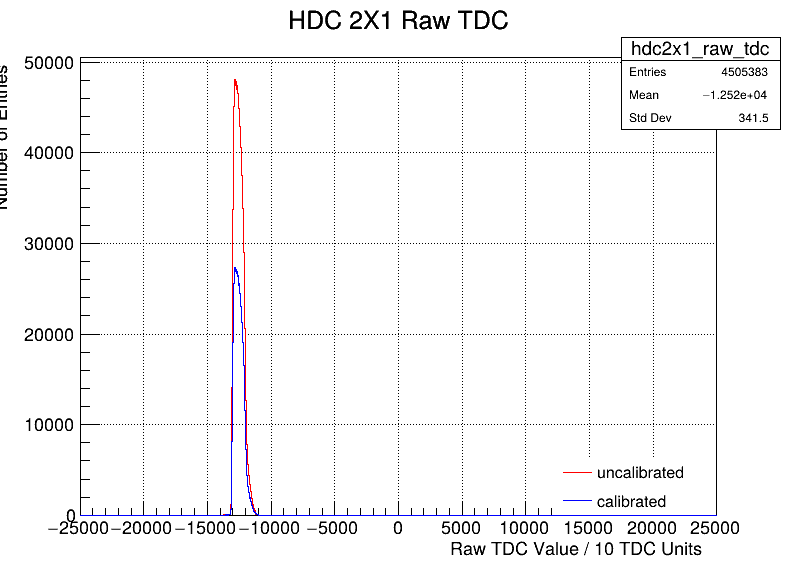 HDC 2X1 Raw TDC
hdc2x1_raw_tdc
Entries 4505383
Mean −1.252e+04
Std Dev 341.5
Number of Entries
50000
40000
30000
20000
10000
0
uncalibrated
calibrated
−25000 −20000 −15000 −10000 −5000 0 5000 10000 15000 20000 25000
Raw TDC Value / 10 TDC Units